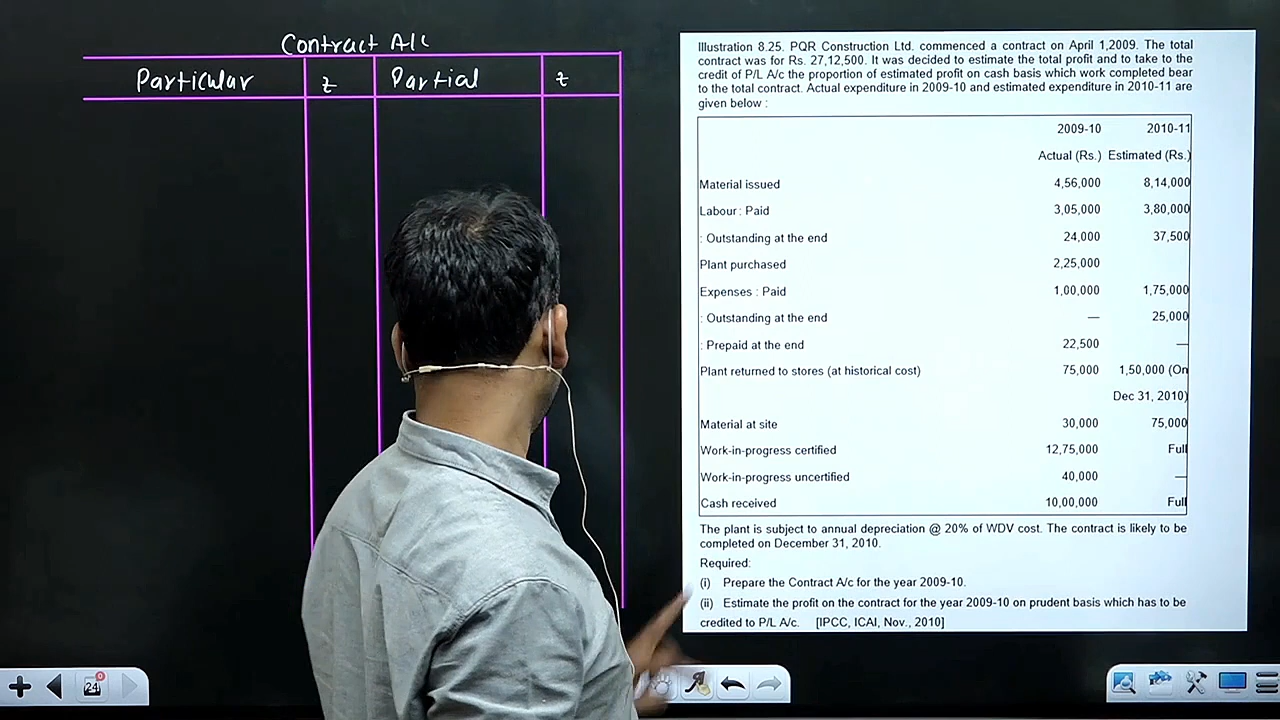 Contract A/c
Particular ₹ Partial ₹
Illustration 8.25. PQR Construction Ltd. commenced a contract on April 1,2009. The total
contract was for Rs. 27,12,500. It was decided to estimate the total profit and to take to the
credit of P/L A/c the proportion of estimated profit on cash basis which work completed bear
to the total contract. Actual expenditure in 2009-10 and estimated expenditure in 2010-11 are
given below :
2009-10 2010-11
Actual (Rs.) Estimated (Rs.)
Material issued 4,56,000 8,14,000
Labour : Paid 3,05,000 3,80,000
: Outstanding at the end 24,000 37,500
Plant purchased 2,25,000
Expenses : Paid 1,00,000 1,75,000
: Outstanding at the end — 25,000
: Prepaid at the end 22,500 —
Plant returned to stores (at historical cost) 75,000 1,50,000 (On
Dec 31, 2010)
Material at site 30,000 75,000
Work-in-progress certified 12,75,000 Full
Work-in-progress uncertified 40,000 —
Cash received 10,00,000 Full
The plant is subject to annual depreciation @ 20% of WDV cost. The contract is likely to be
completed on December 31, 2010.
Required:
(i) Prepare the Contract A/c for the year 2009-10.
(ii) Estimate the profit on the contract for the year 2009-10 on prudent basis which has to be
credited to P/L A/c. [IPCC, ICAI, Nov., 2010]
24
0